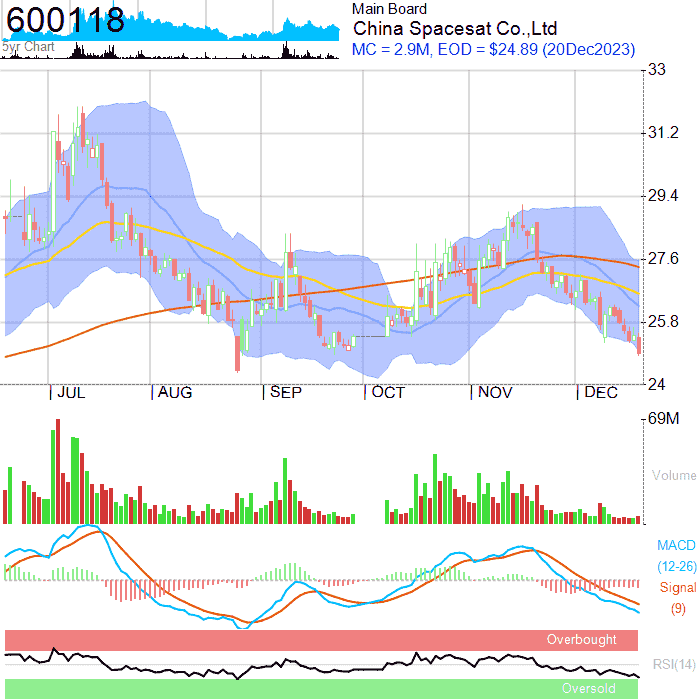 600118
5yr Chart
Main Board
China Spacesat Co.,Ltd
MC = 2.9M, EOD = $24.89 (20Dec2023)
33
31.2
29.4
27.6
25.8
24
JUL
AUG
SEP
OCT
NOV
DEC
69M
Volume
MACD
(12-26)
Signal
(9)
Overbought
RSI(14)
Oversold